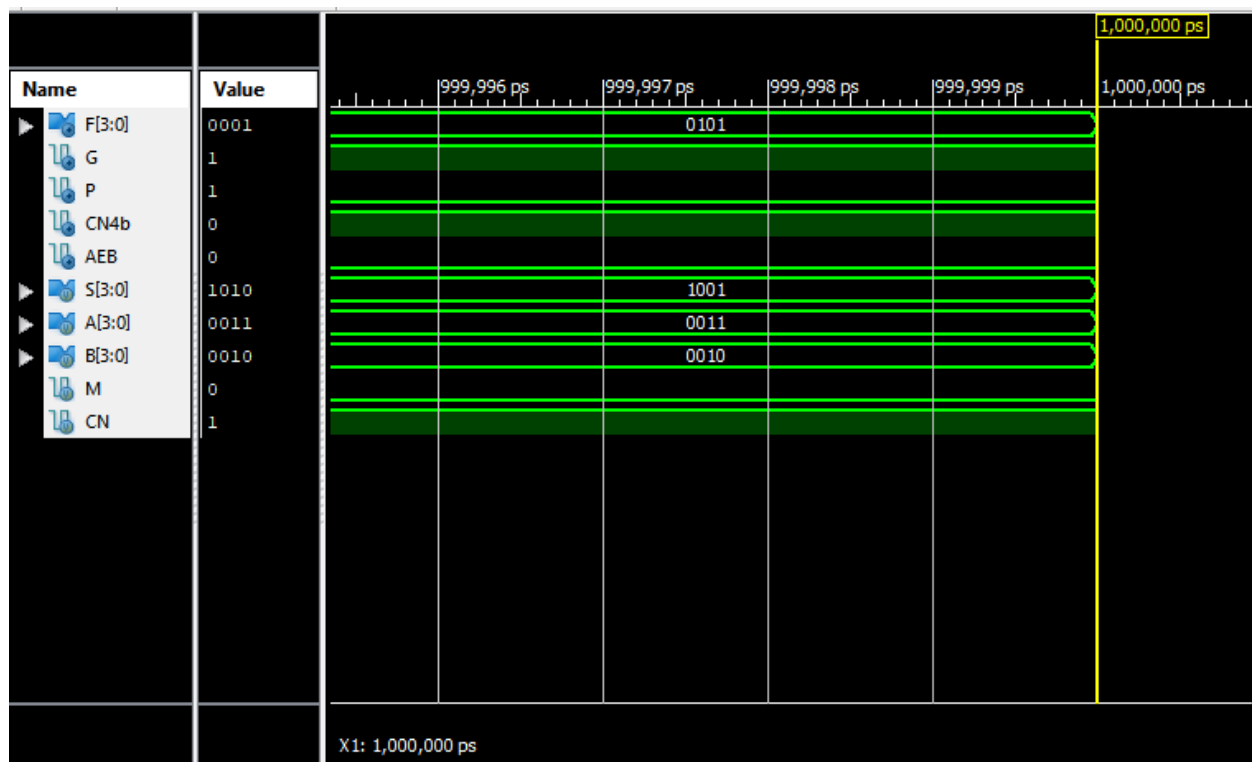 1,000,000 ps
Name Value 999,996 ps 999,997 ps 999,998 ps 999,999 ps 1,000,000 ps
F[3:0] 0001 0101
G 1
P 1
CN4b 0
AEB 0
S[3:0] 1010 1001
A[3:0] 0011 0011
B[3:0] 0010 0010
M 0
CN 1
X1: 1,000,000 ps